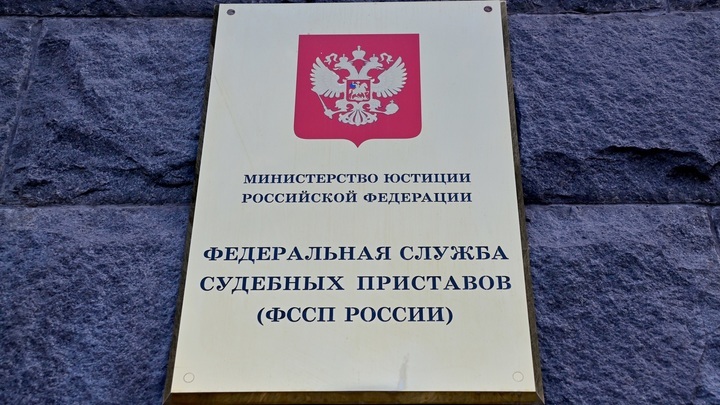 МИНИСТЕРСТВО ЮСТИЦИИ
РОССИЙСКОЙ ФЕДЕРАЦИИ
ФЕДЕРАЛЬНАЯ СЛУЖБА
СУДЕБНЫХ ПРИСТАВОВ
(ФССП РОССИИ)